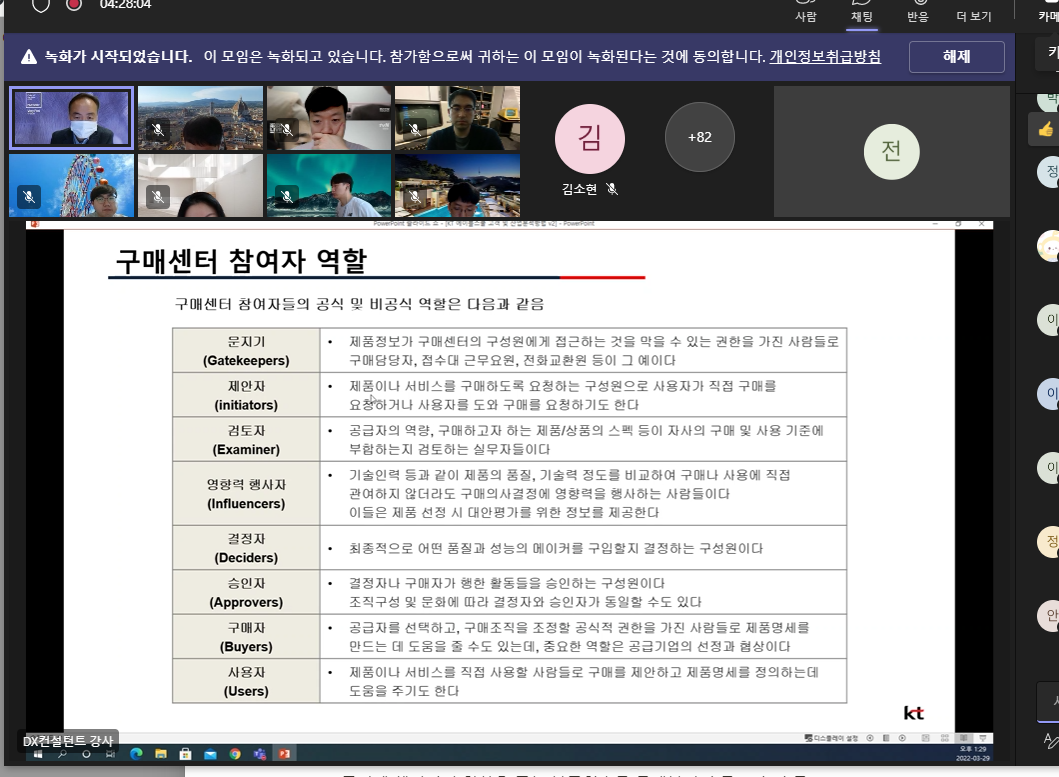 04:28:04
사람
채팅
반응
더 보기
녹화가 시작되었습니다. 이 모임은 녹화되고 있습니다. 참가함으로써 귀하는 이 모임이 녹화된다는 것에 동의합니다. 개인정보취급방침
해제
김
+82
전
김소현
구매센터 참여자 역할
구매센터 참여자들의 공식 및 비공식 역할은 다음과 같음
문지기
(Gatekeepers)
• 제품정보가 구매센터의 구성원에게 접근하는 것을 막을 수 있는 권한을 가진 사람들로
구매담당자, 접수대 근무요원, 전화교환원 등이 그 예이다
제안자
(initiators)
• 제품이나 서비스를 구매하도록 요청하는 구성원으로 사용자가 직접 구매를
요청하거나 사용자를 도와 구매를 요청하기도 한다
검토자
(Examiner)
• 공급자의 역량, 구매하고자 하는 제품/상품의 스펙 등이 자사의 구매 및 사용 기준에
부합하는지 검토하는 실무자들이다
영향력 행사자
(Influencers)
• 기술인력 등과 같이 제품의 품질, 기술력 정도를 비교하여 구매나 사용에 직접
관여하지 않더라도 구매의사결정에 영향력을 행사하는 사람들이다
이들은 제품 선정 시 대안평가를 위한 정보를 제공한다
결정자
(Deciders)
• 최종적으로 어떤 품질과 성능의 메이커를 구입할지 결정하는 구성원이다
승인자
(Approvers)
• 결정자나 구매자가 행한 활동들을 승인하는 구성원이다
조직구성 및 문화에 따라 결정자와 승인자가 동일할 수도 있다
구매자
(Buyers)
• 공급자를 선택하고, 구매조직을 조정할 공식적 권한을 가진 사람들로 제품명세를
만드는 데 도움을 줄 수도 있는데, 중요한 역할은 공급기업의 선정과 협상이다
사용자
(Users)
• 제품이나 서비스를 직접 사용할 사람들로 구매를 제안하고 제품명세를 정의하는데
도움을 주기도 한다
kt
DX컨설턴트 강사
디스플레이 설정
오후 1:29
2022-03-29
정
이
이
이
정
안